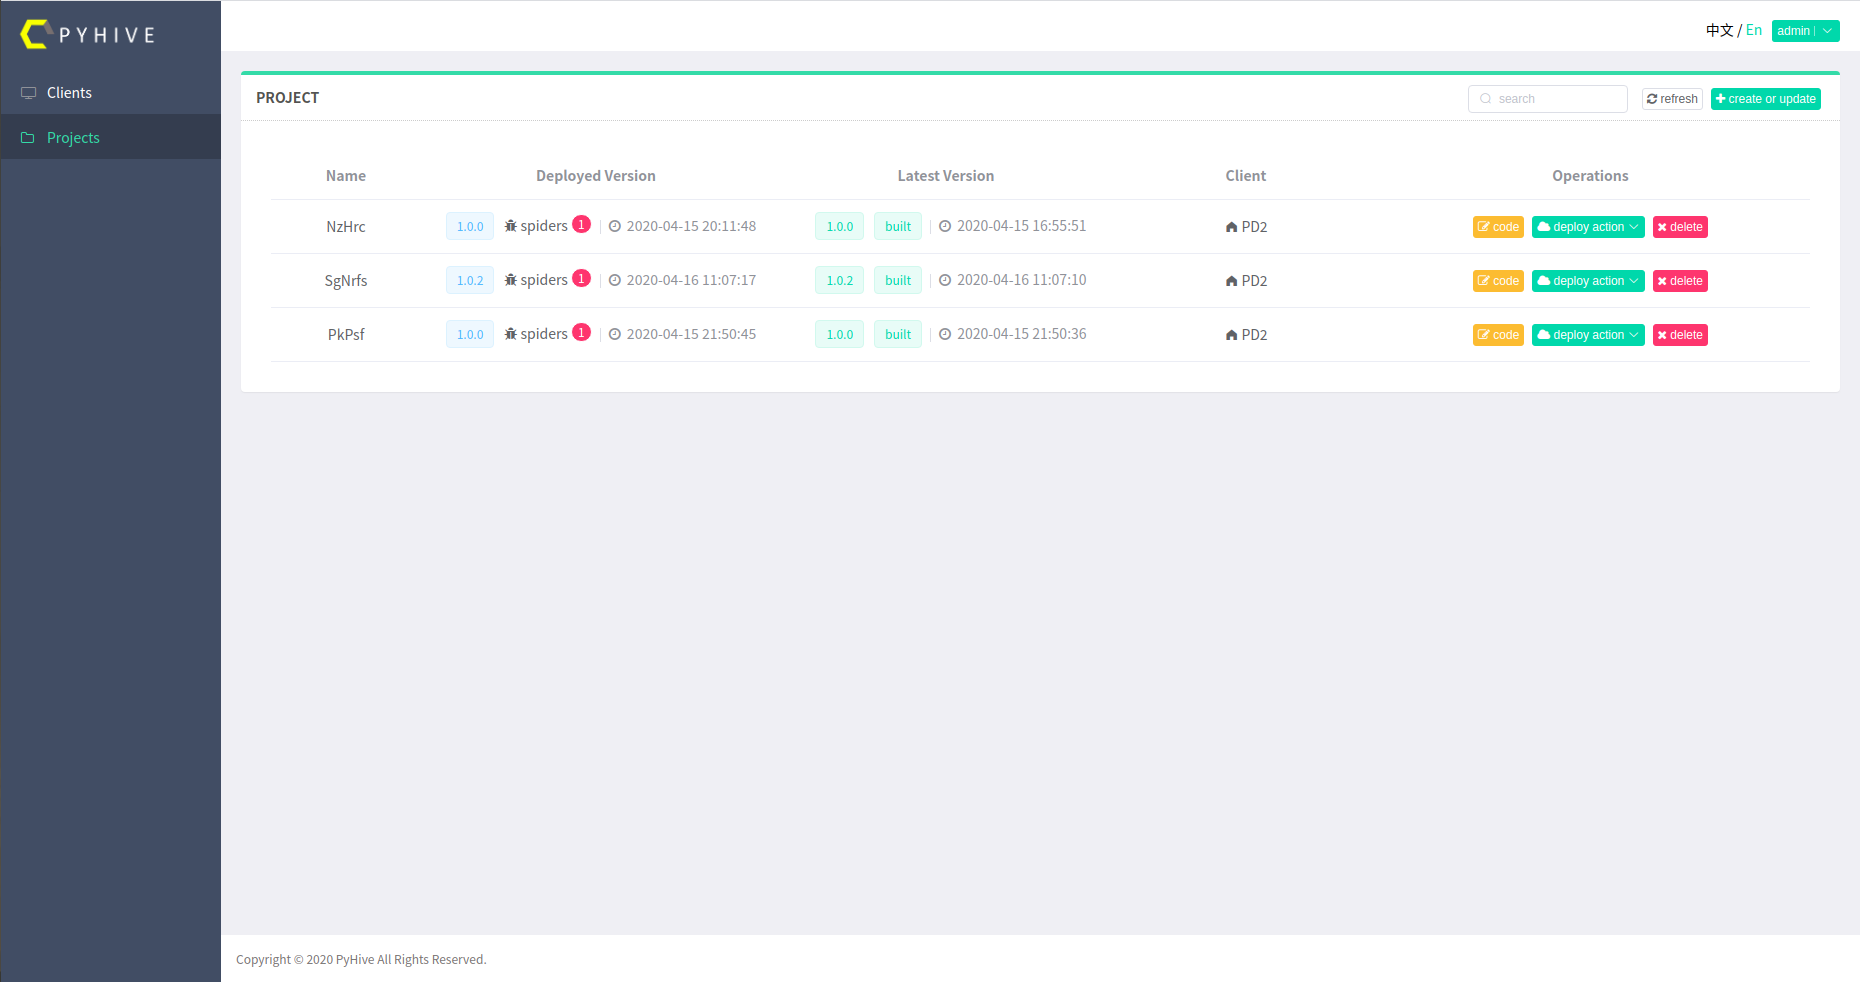 PYHIVE
中文 / En admin
Clients
Projects
PROJECT
search refresh create or update
Name Deployed Version Latest Version Client Operations
NzHrc 1.0.0 spiders 1 2020-04-15 20:11:48 1.0.0 built 2020-04-15 16:55:51 PD2 code deploy action delete
SgNrfs 1.0.2 spiders 1 2020-04-16 11:07:17 1.0.2 built 2020-04-16 11:07:10 PD2 code deploy action delete
PkPsf 1.0.0 spiders 1 2020-04-15 21:50:45 1.0.0 built 2020-04-15 21:50:36 PD2 code deploy action delete
Copyright © 2020 PyHive All Rights Reserved.